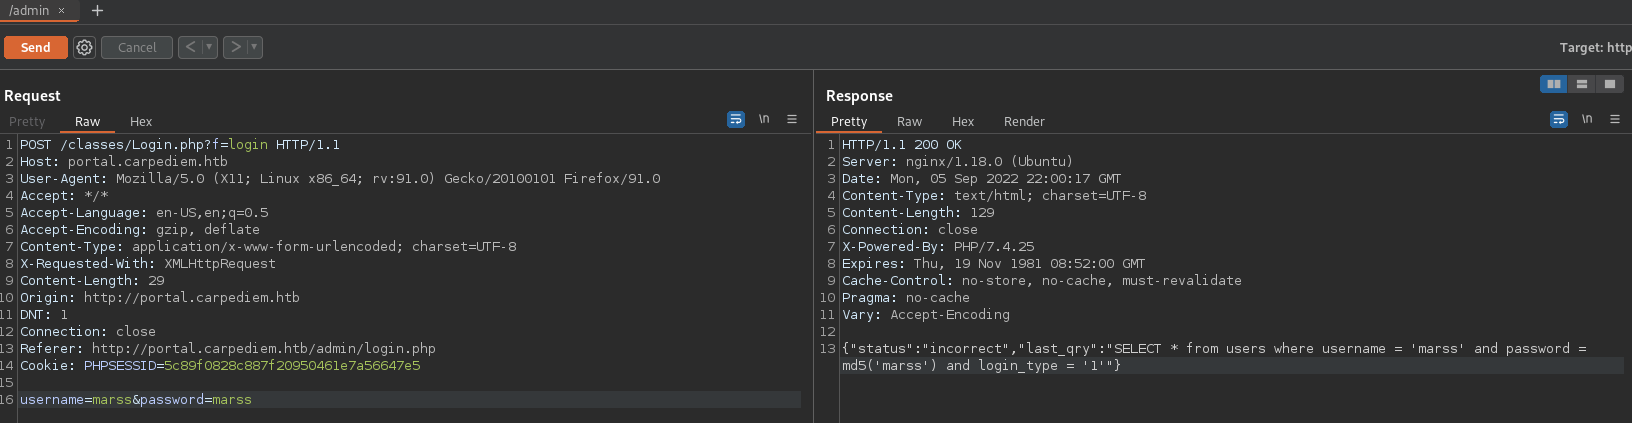 /admin × +
Send Cancel < > Target: http
Request
Pretty Raw Hex \n
1 POST /classes/Login.php?f=login HTTP/1.1
2 Host: portal.carpediem.htb
3 User-Agent: Mozilla/5.0 (X11; Linux x86_64; rv:91.0) Gecko/20100101 Firefox/91.0
4 Accept: */*
5 Accept-Language: en-US,en;q=0.5
6 Accept-Encoding: gzip, deflate
7 Content-Type: application/x-www-form-urlencoded; charset=UTF-8
8 X-Requested-With: XMLHttpRequest
9 Content-Length: 29
10 Origin: http://portal.carpediem.htb
11 DNT: 1
12 Connection: close
13 Referer: http://portal.carpediem.htb/admin/login.php
14 Cookie: PHPSESSID=5c89f0828c887f20950461e7a56647e5
15
16 username=marss&password=marss
Response
Pretty Raw Hex Render \n
1 HTTP/1.1 200 OK
2 Server: nginx/1.18.0 (Ubuntu)
3 Date: Mon, 05 Sep 2022 22:00:17 GMT
4 Content-Type: text/html; charset=UTF-8
5 Content-Length: 129
6 Connection: close
7 X-Powered-By: PHP/7.4.25
8 Expires: Thu, 19 Nov 1981 08:52:00 GMT
9 Cache-Control: no-store, no-cache, must-revalidate
10 Pragma: no-cache
11 Vary: Accept-Encoding
12
13 {"status":"incorrect","last_qry":"SELECT * from users where username = 'marss' and password =
md5('marss') and login_type = '1'"}